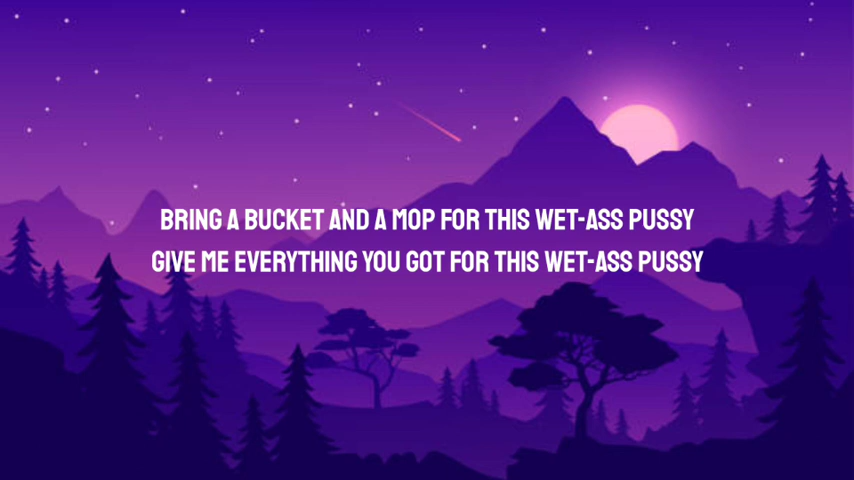 BRING A BUCKET AND A MOP FOR THIS WET-ASS PUSSY
GIVE ME EVERYTHING YOU GOT FOR THIS WET-ASS PUSSY